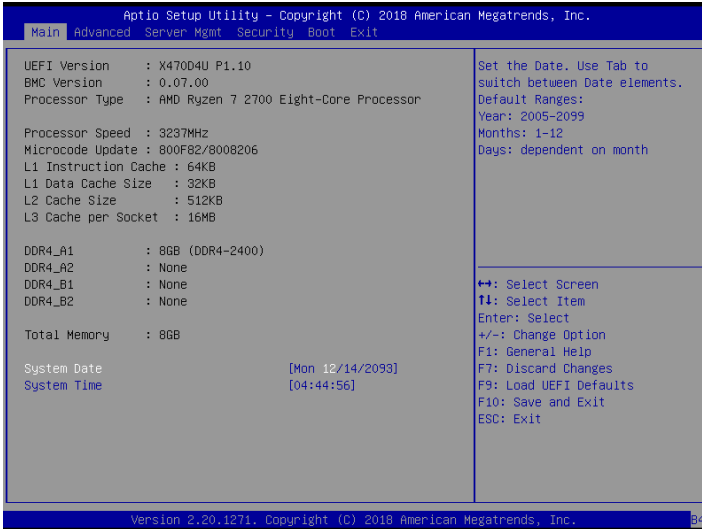 Aptio Setup Utility – Copyright (C) 2018 American Megatrends, Inc.
Main Advanced Server Mgmt Security Boot Exit
UEFI Version : X470D4U P1.10
BMC Version : 0.07.00
Processor Type : AMD Ryzen 7 2700 Eight-Core Processor
Processor Speed : 3237MHz
Microcode Update : 800F82/8008206
L1 Instruction Cache : 64KB
L1 Data Cache Size : 32KB
L2 Cache Size : 512KB
L3 Cache per Socket : 16MB
DDR4_A1 : 8GB (DDR4-2400)
DDR4_A2 : None
DDR4_B1 : None
DDR4_B2 : None
Total Memory : 8GB
System Date [Mon 12/14/2093]
System Time [04:44:56]
Set the Date. Use Tab to
switch between Date elements.
Default Ranges:
Year: 2005-2099
Months: 1-12
Days: dependent on month
↔: Select Screen
↑↓: Select Item
Enter: Select
+/-: Change Option
F1: General Help
F7: Discard Changes
F9: Load UEFI Defaults
F10: Save and Exit
ESC: Exit
Version 2.20.1271. Copyright (C) 2018 American Megatrends, Inc.